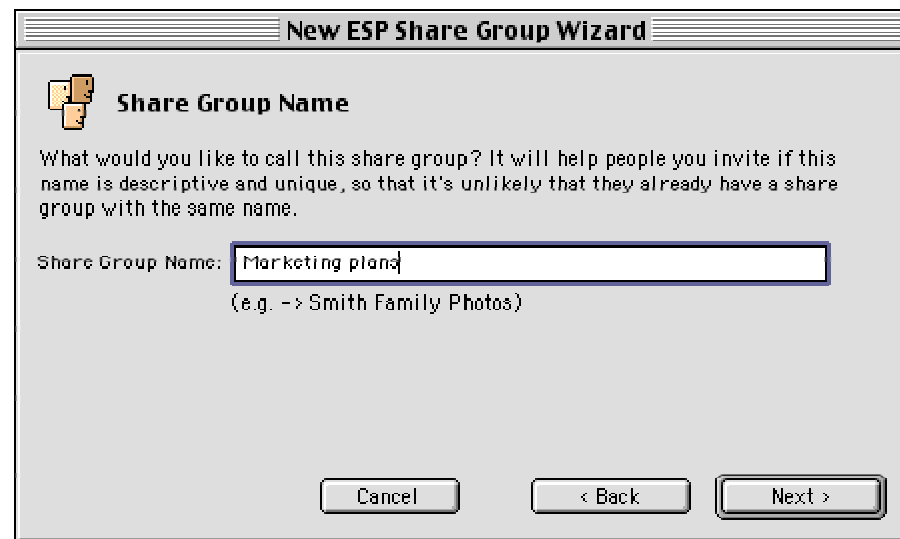 New ESP Share Group Wizard
Share Group Name
What would you like to call this share group? It will help people you invite if this
name is descriptive and unique, so that it's unlikely that they already have a share
group with the same name.
Share Group Name: Marketing plans
(e.g. -> Smith Family Photos)
Cancel < Back Next >